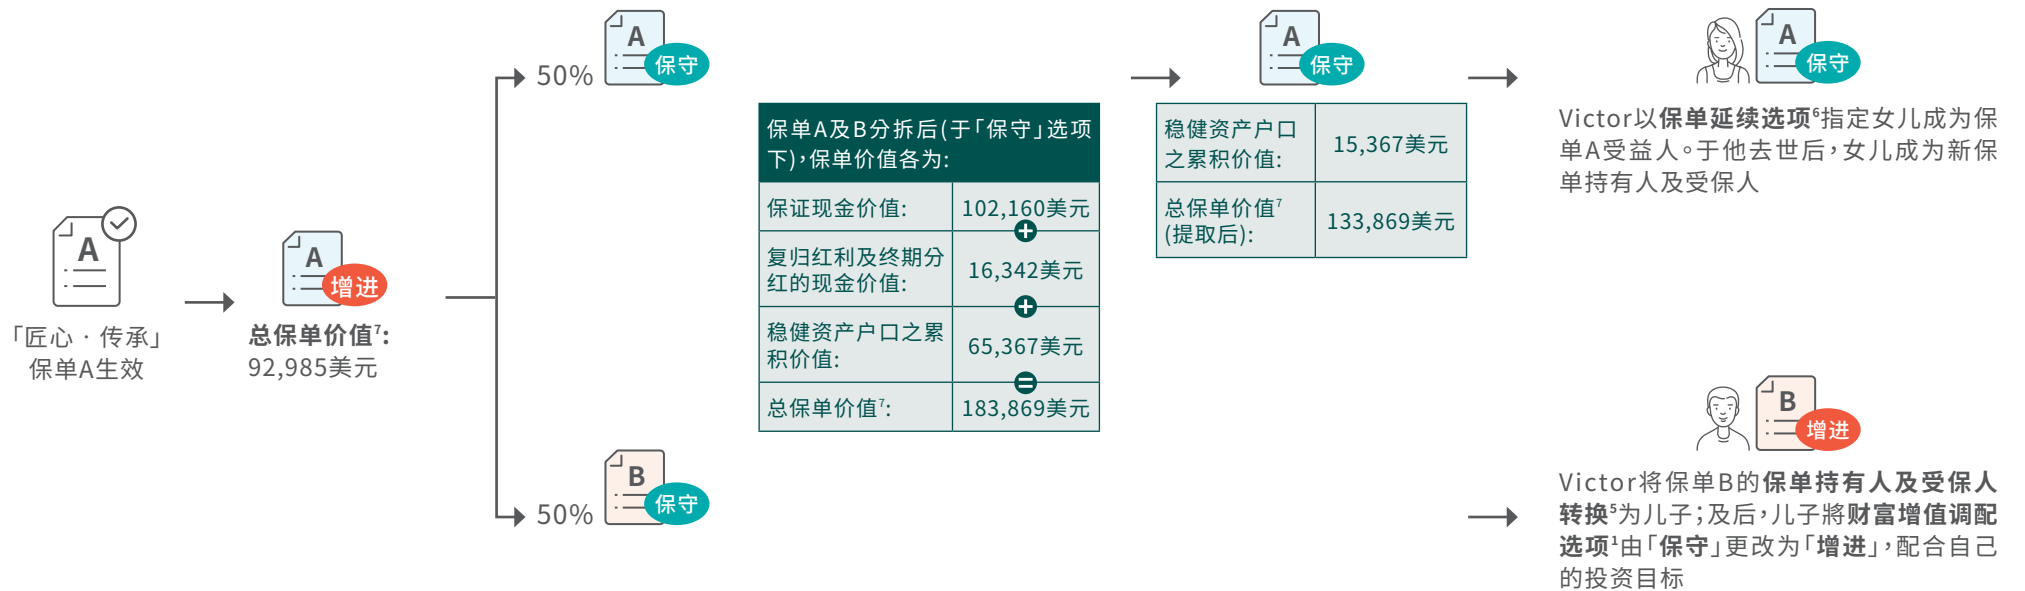 A
「匠心 · 传承」
保单A生效
A
增进
总保单价值⁷:
92,985美元
50%
A
保守
50%
B
保守
保单A及B分拆后(于「保守」选项
下),保单价值各为:
保证现金价值:
102,160美元
+
复归红利及终期分
红的现金价值:
16,342美元
+
稳健资产户口之累
积价值:
65,367美元
=
总保单价值⁷:
183,869美元
A
保守
稳健资产户口
之累积价值:
15,367美元
总保单价值⁷
(提取后):
133,869美元
A
保守
Victor以保单延续选项⁶指定女儿成为保
单A受益人。于他去世后,女儿成为新保
单持有人及受保人
B
增进
Victor将保单B的保单持有人及受保人
转换⁵为儿子;及后,儿子將财富增值调配
选项¹由「保守」更改为「增进」,配合自己
的投资目标